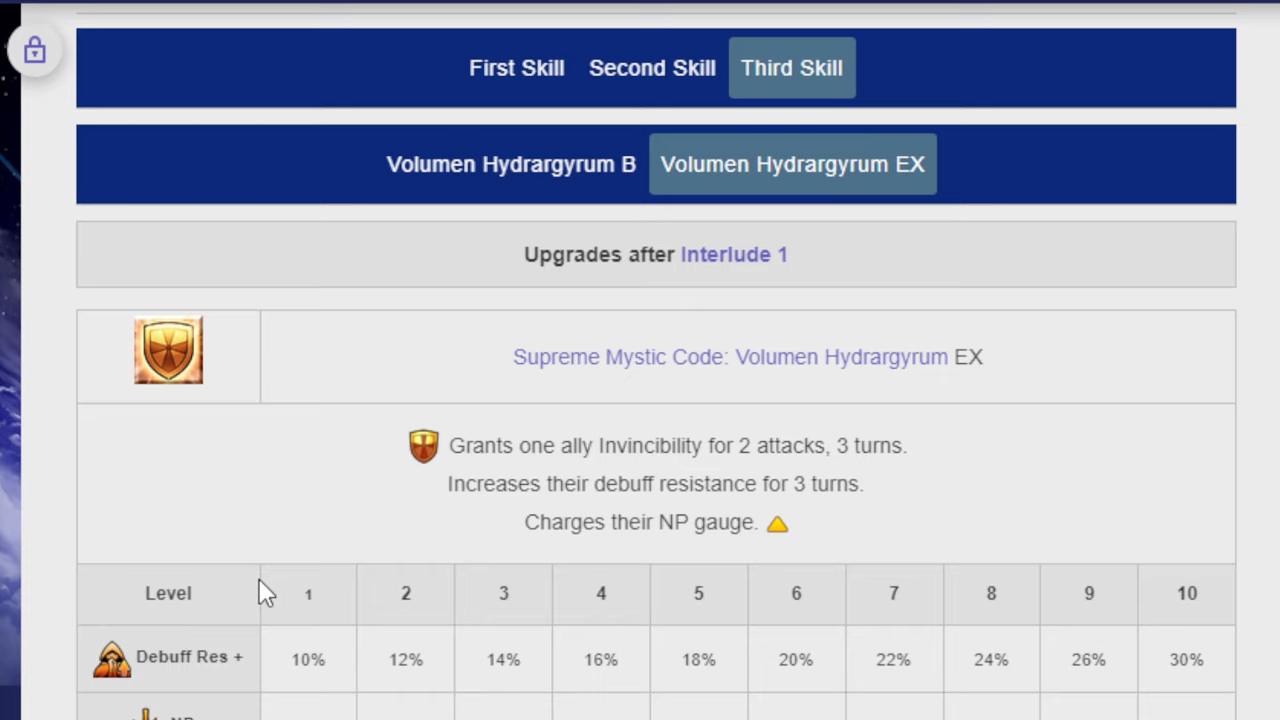 First Skill Second Skill Third Skill
Volumen Hydrargyrum B Volumen Hydrargyrum EX
Upgrades after Interlude 1
Supreme Mystic Code: Volumen Hydrargyrum EX
Grants one ally Invincibility for 2 attacks, 3 turns.
Increases their debuff resistance for 3 turns.
Charges their NP gauge.
Level 1 2 3 4 5 6 7 8 9 10
Debuff Res + 10% 12% 14% 16% 18% 20% 22% 24% 26% 30%